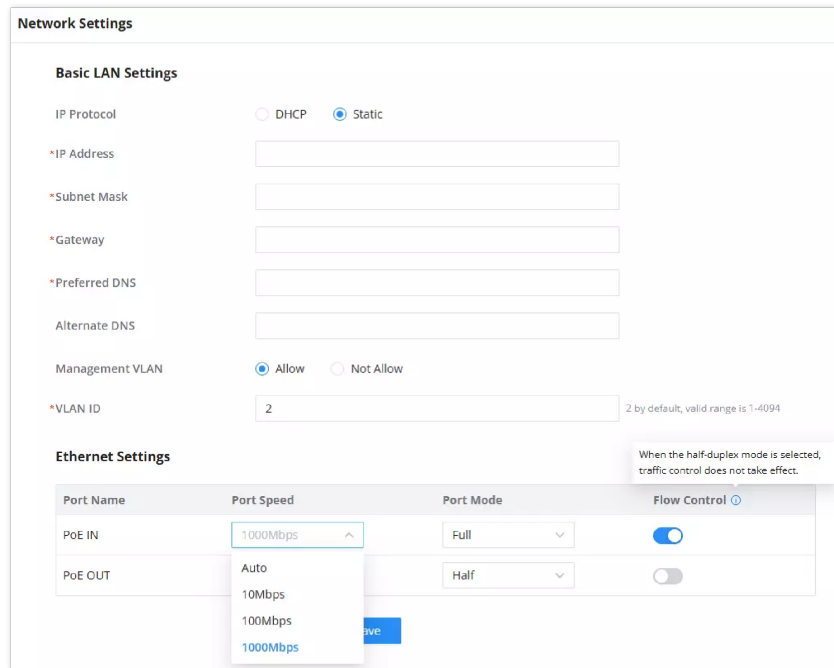 Network Settings
Basic LAN Settings
IP Protocol DHCP Static
*IP Address
*Subnet Mask
*Gateway
*Preferred DNS
Alternate DNS
Management VLAN Allow Not Allow
*VLAN ID 2 2 by default, valid range is 1-4094
Ethernet Settings
When the half-duplex mode is selected,
traffic control does not take effect.
Port Name Port Speed Port Mode Flow Control
PoE IN 1000Mbps Full
PoE OUT Half
Auto
10Mbps
100Mbps
1000Mbps
ave